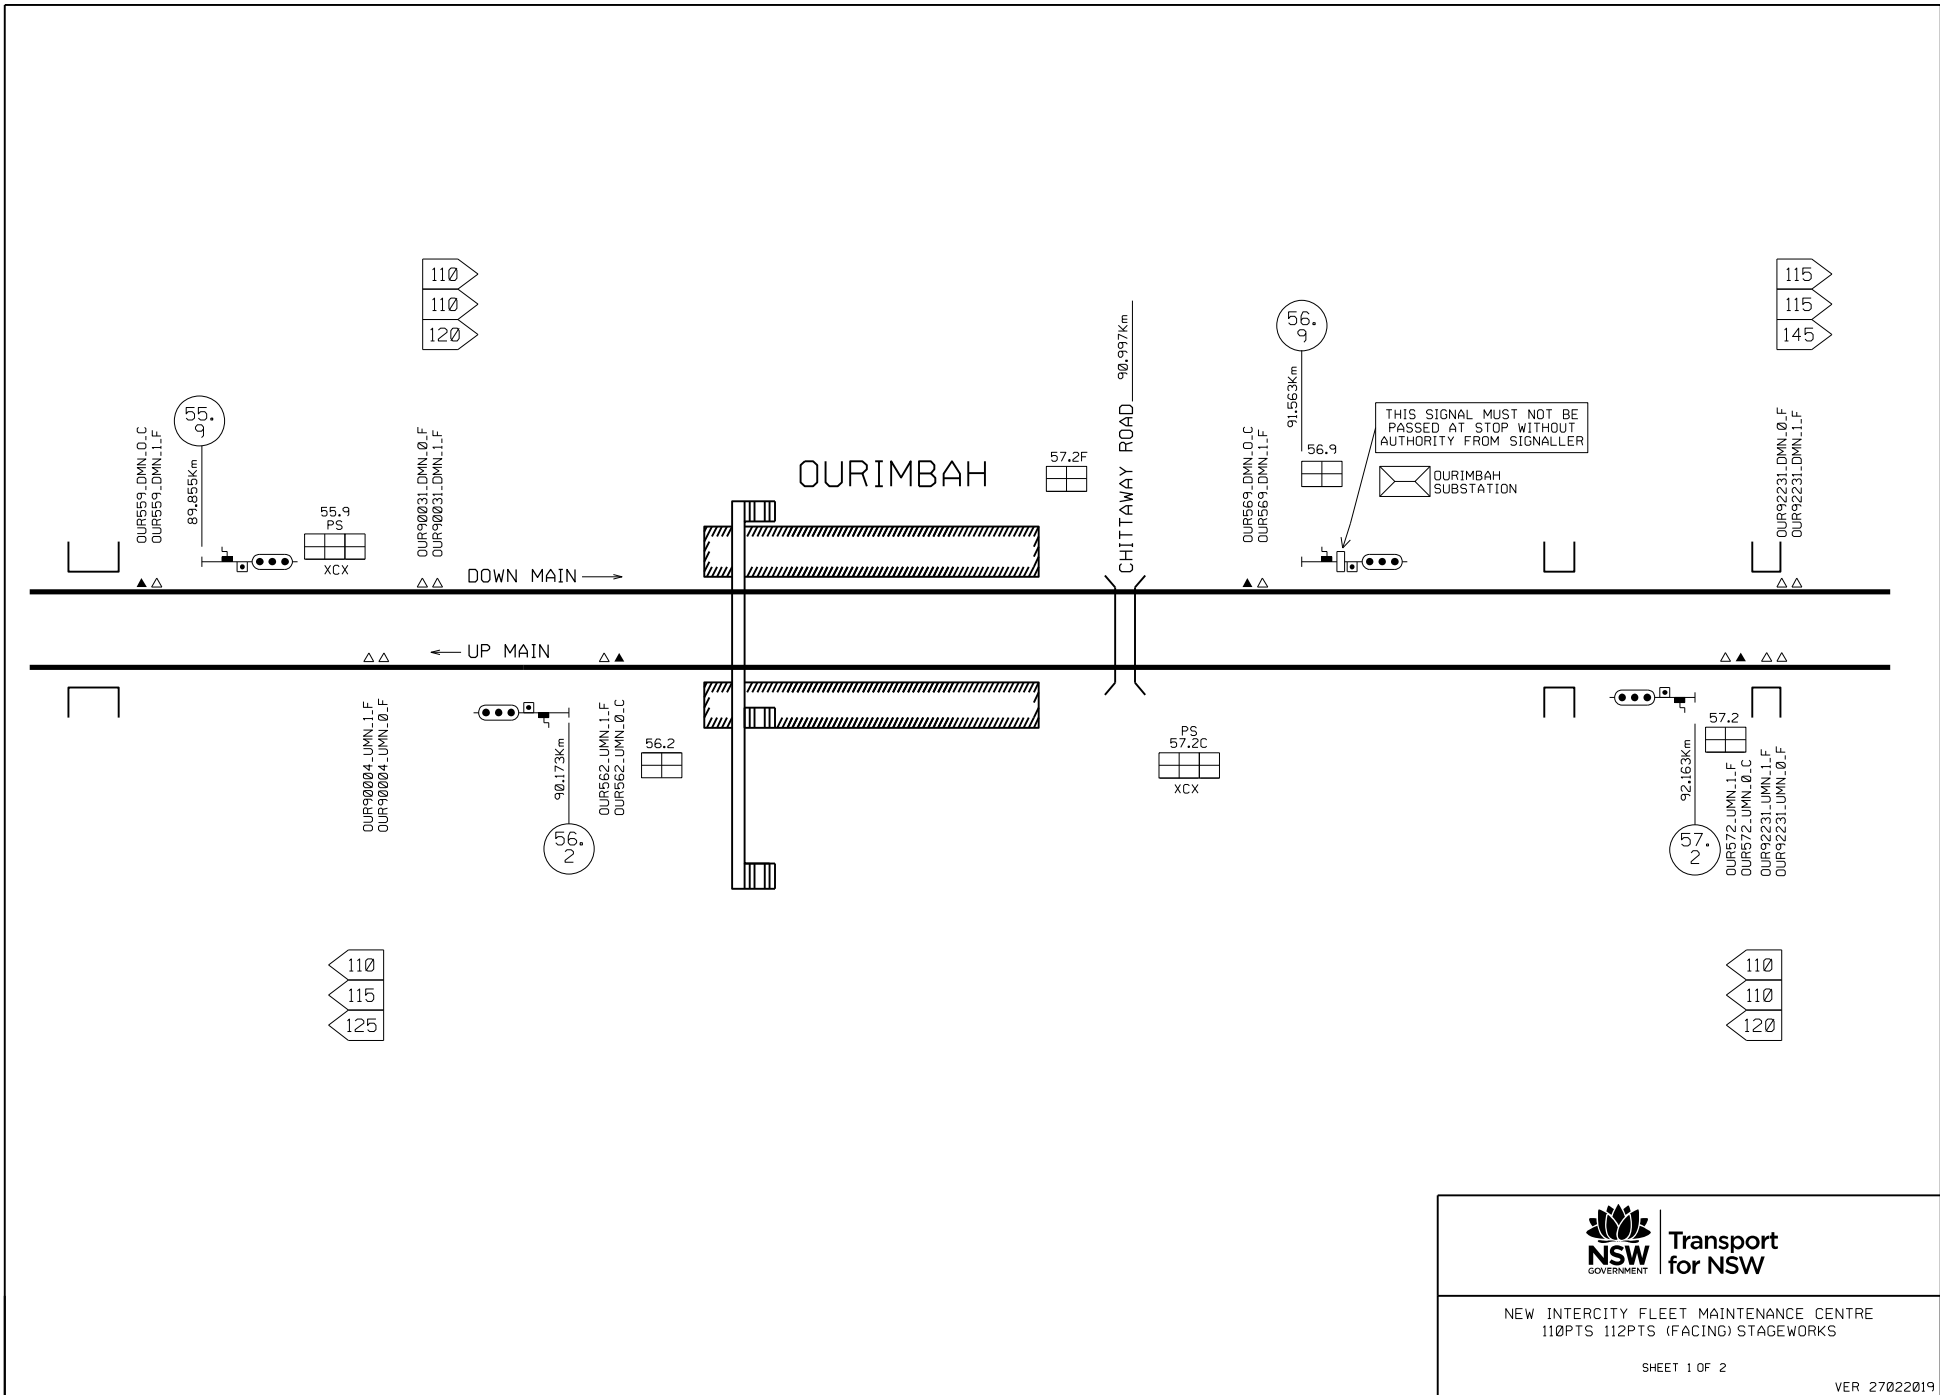 110
110
120
115
115
145
55.
9
89.855Km
OUR559_DMN_0_C
OUR559_DMN_1_F
55.9
PS
XCX
OUR90031_DMN_0_F
OUR90031_DMN_1_F
DOWN MAIN
OURIMBAH
57.2F
CHITTAWAY ROAD
90.997Km
OUR569_DMN_0_C
OUR569_DMN_1_F
56.
9
91.563Km
56.9
THIS SIGNAL MUST NOT BE
PASSED AT STOP WITHOUT
AUTHORITY FROM SIGNALLER
OURIMBAH
SUBSTATION
OUR92231_DMN_0_F
OUR92231_DMN_1_F
UP MAIN
OUR90004_UMN_1_F
OUR90004_UMN_0_F
90.173Km
56.
2
OUR562_UMN_1_F
OUR562_UMN_0_C
56.2
PS
57.2C
XCX
92.163Km
57.
2
57.2
OUR572_UMN_1_F
OUR572_UMN_0_C
OUR92231_UMN_1_F
OUR92231_UMN_0_F
110
115
125
110
110
120
NSW
GOVERNMENT
Transport
for NSW
NEW INTERCITY FLEET MAINTENANCE CENTRE
110PTS 112PTS (FACING) STAGEWORKS
SHEET 1 OF 2
VER 27022019